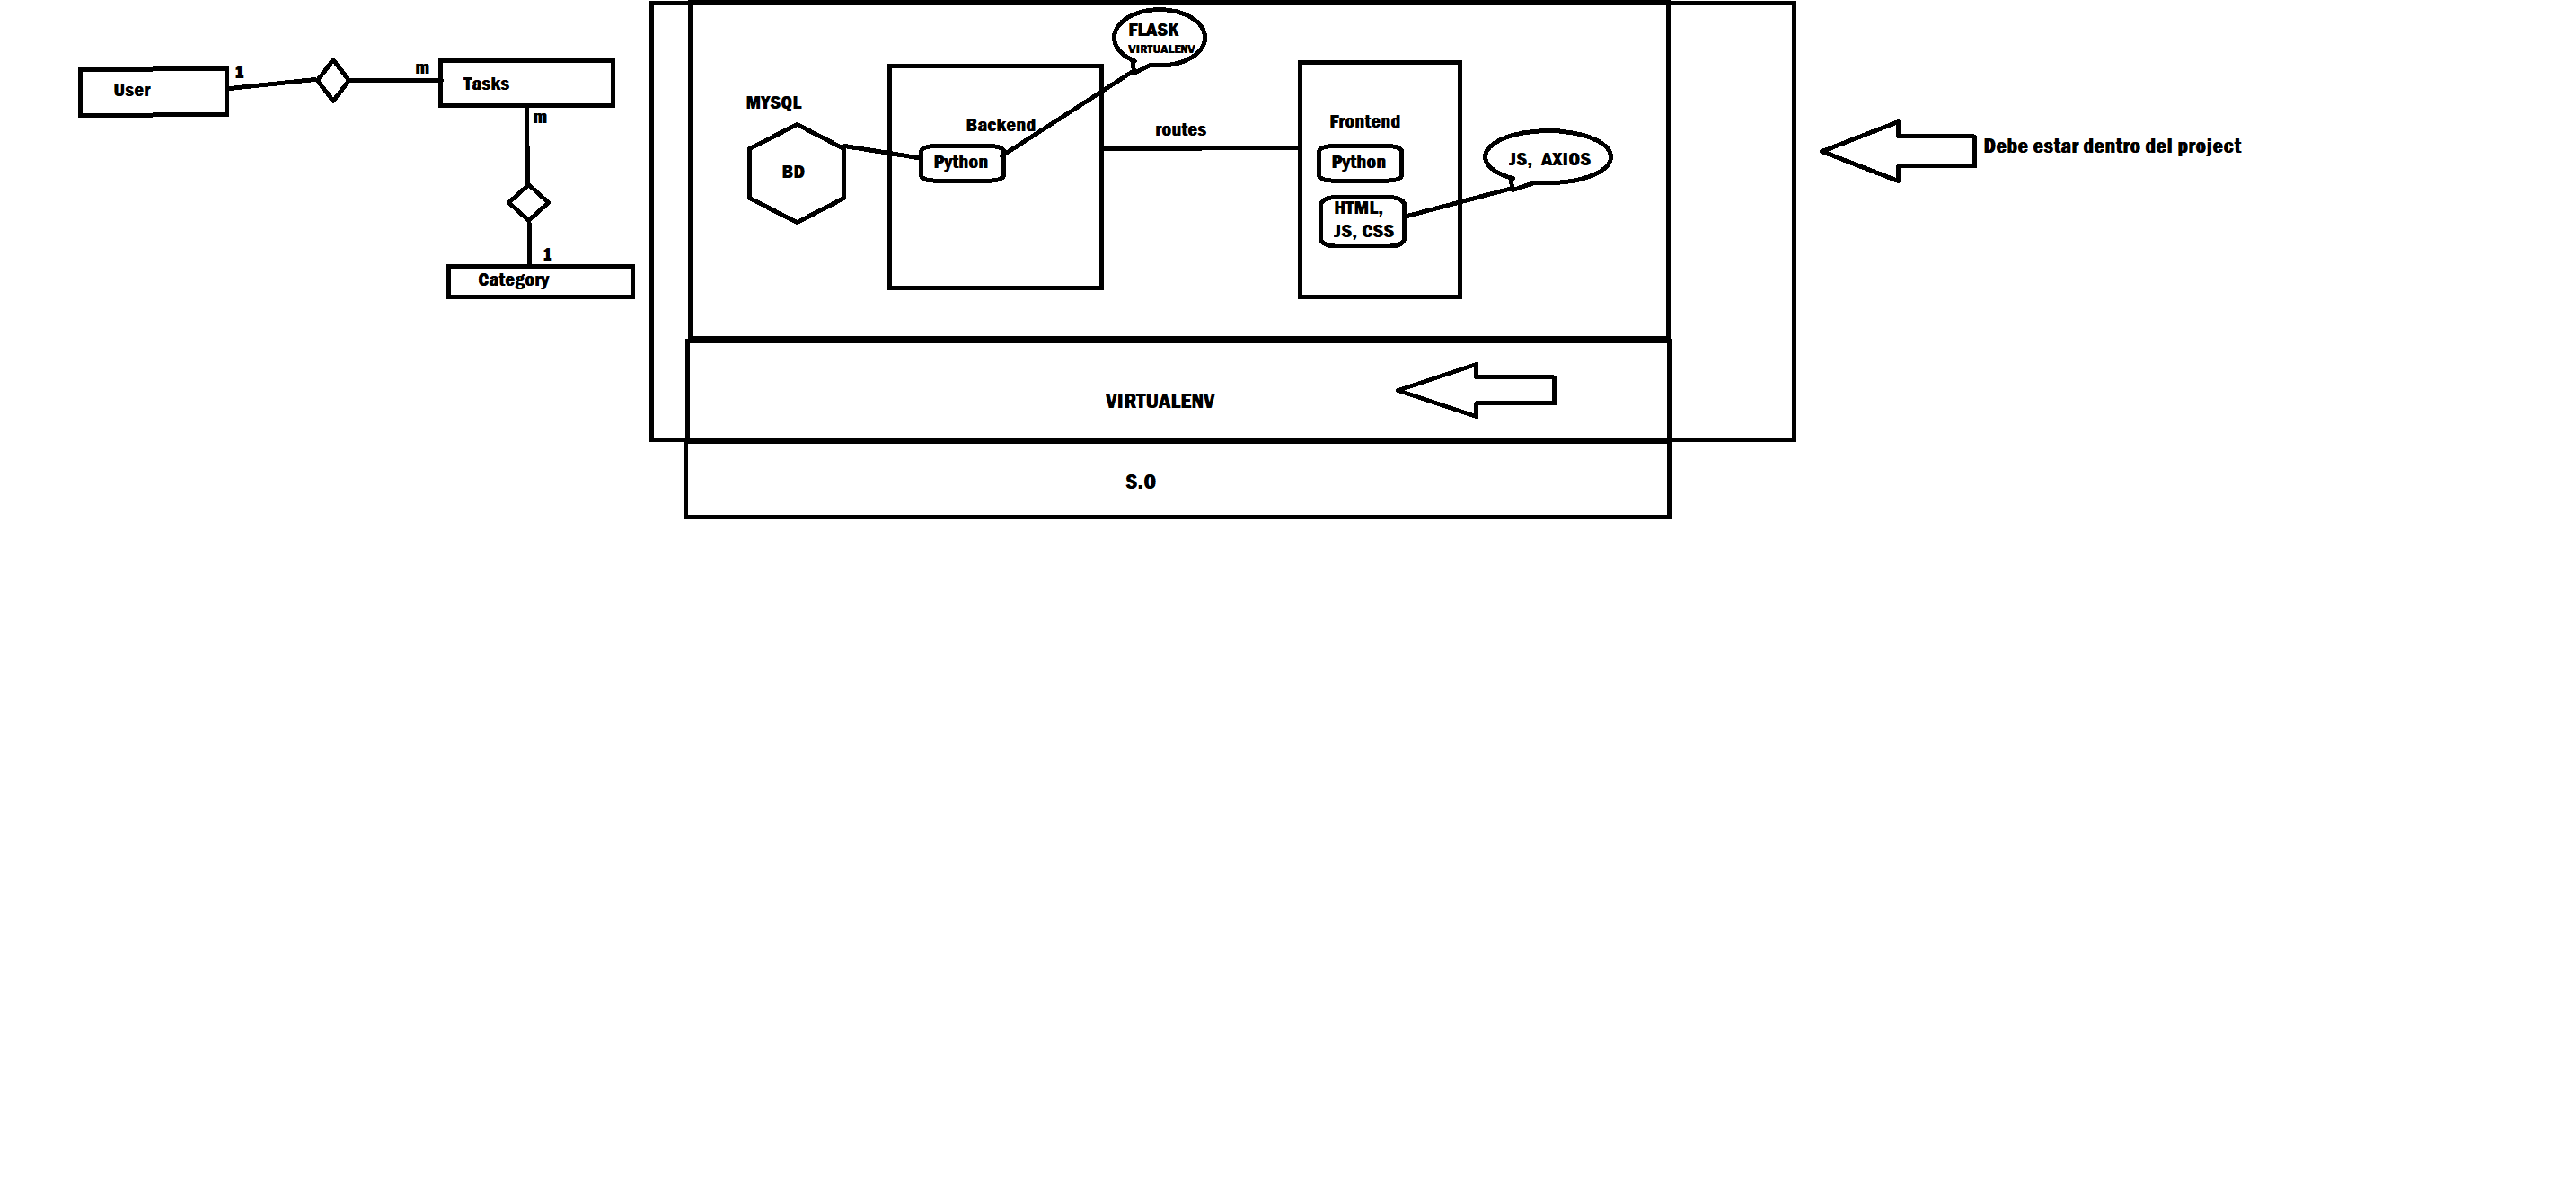 User
1
m
Tasks
m
1
Category
FLASK
VIRTUALENV
MYSQL
BD
Backend
Python
routes
Frontend
Python
HTML,
JS, CSS
JS, AXIOS
Debe estar dentro del project
VIRTUALENV
S.O